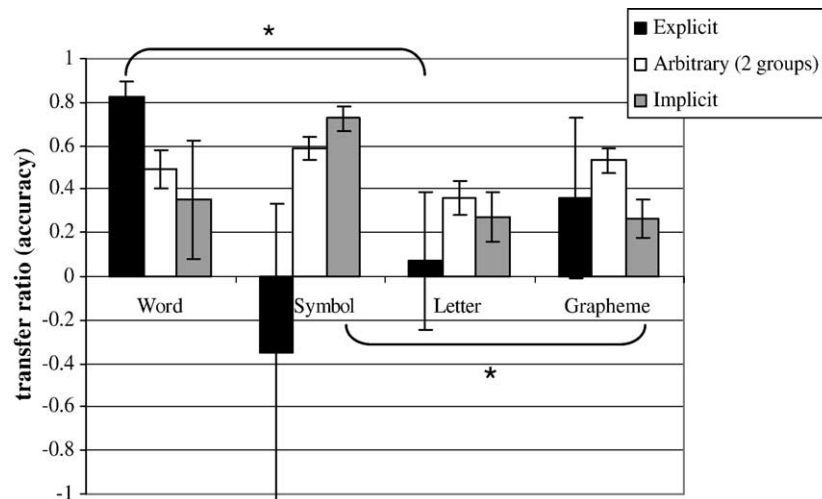 *
Explicit
Arbitrary (2 groups)
Implicit
transfer ratio (accuracy)
1
0.8
0.6
0.4
0.2
0
-0.2
-0.4
-0.6
-0.8
-1
Word Symbol Letter Grapheme
*